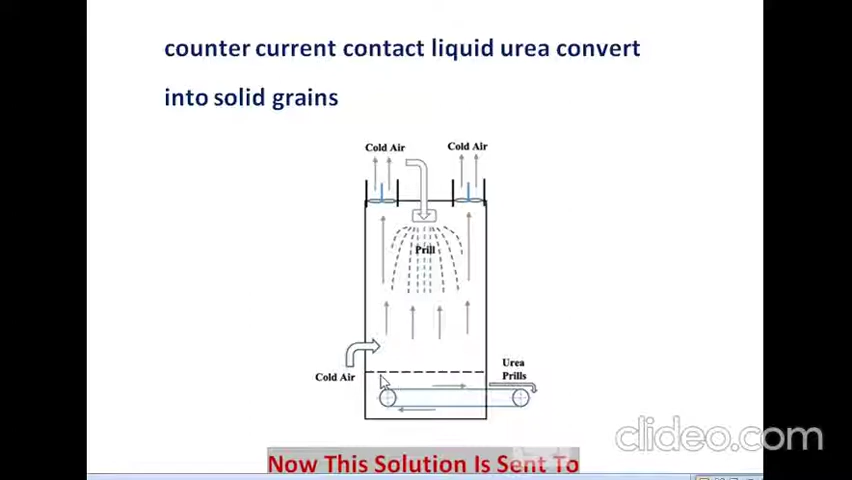 counter current contact liquid urea convert
into solid grains
Cold Air
Cold Air
Prill
Cold Air
Urea
Prills
clideo.com
Now This Solution Is Sent To